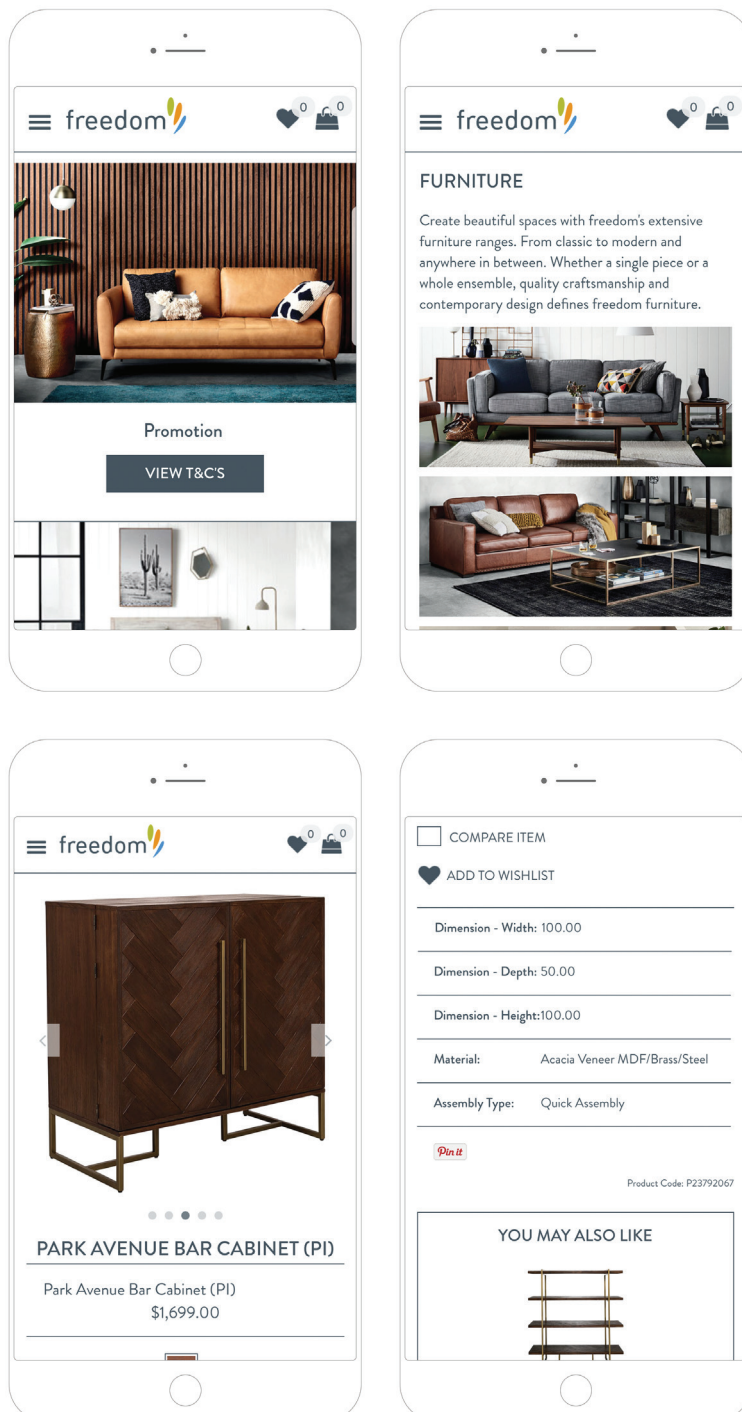 freedom
0
0
Promotion
VIEW T&C'S
freedom
0
0
FURNITURE
Create beautiful spaces with freedom's extensive
furniture ranges. From classic to modern and
anywhere in between. Whether a single piece or a
whole ensemble, quality craftsmanship and
contemporary design defines freedom furniture.
freedom
0
0
PARK AVENUE BAR CABINET (PI)
Park Avenue Bar Cabinet (PI)
$1,699.00
COMPARE ITEM
ADD TO WISHLIST
Dimension - Width: 100.00
Dimension - Depth: 50.00
Dimension - Height:100.00
Material: Acacia Veneer MDF/Brass/Steel
Assembly Type: Quick Assembly
Pin it
Product Code: P23792067
YOU MAY ALSO LIKE